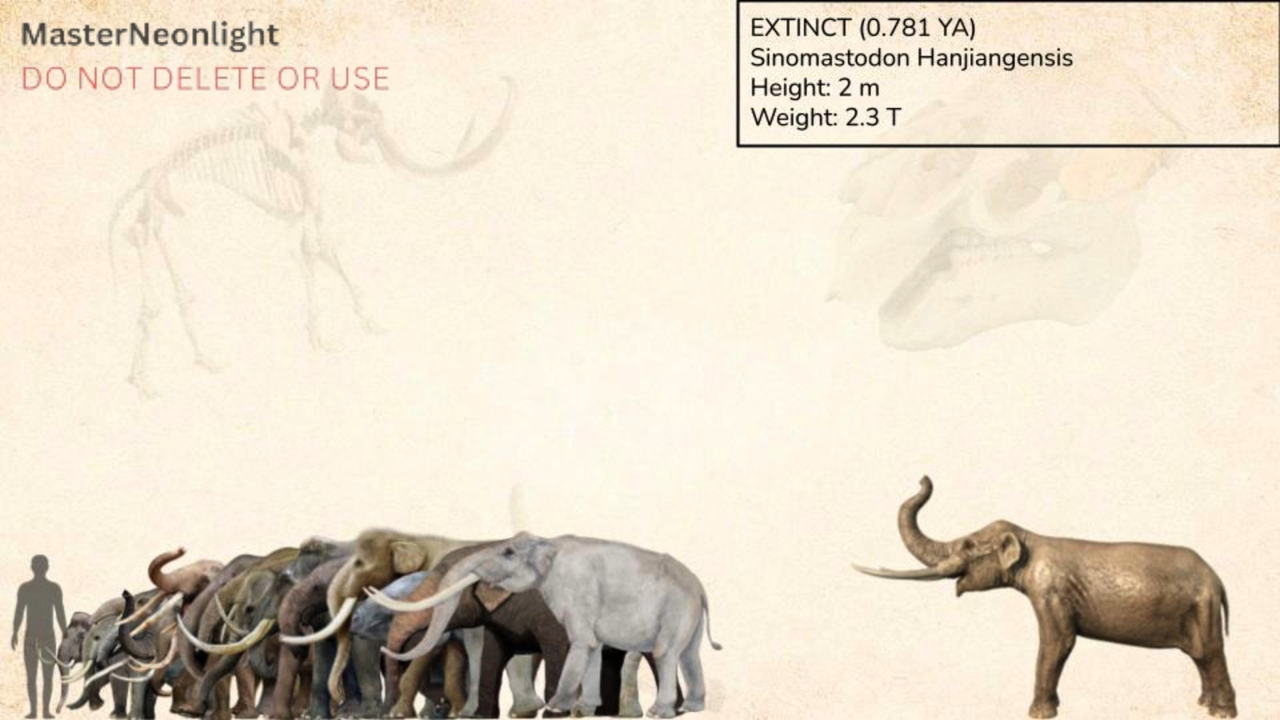 MasterNeonlight
DO NOT DELETE OR USE
EXTINCT (0.781 YA)
Sinomastodon Hanjiangensis
Height: 2 m
Weight: 2.3 T